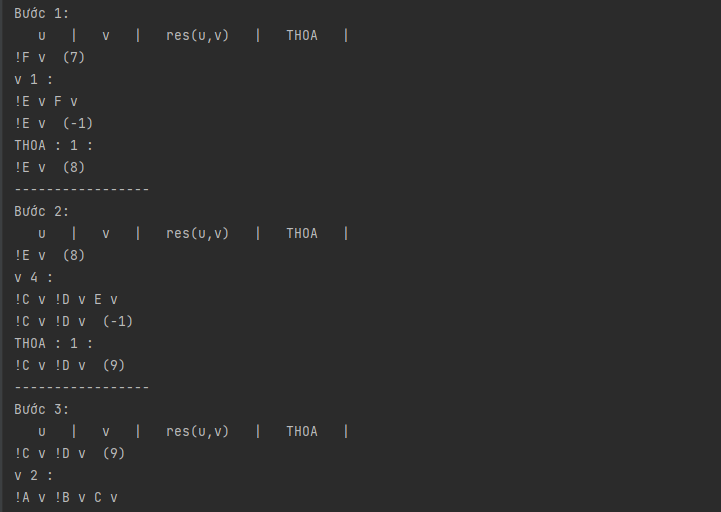 Bước 1:
u | v | res(u,v) | THOA |
!F v (7)
v 1 :
!E v F v
!E v (-1)
THOA : 1 :
!E v (8)
-----------------
Bước 2:
u | v | res(u,v) | THOA |
!E v (8)
v 4 :
!C v !D v E v
!C v !D v (-1)
THOA : 1 :
!C v !D v (9)
-----------------
Bước 3:
u | v | res(u,v) | THOA |
!C v !D v (9)
v 2 :
!A v !B v C v